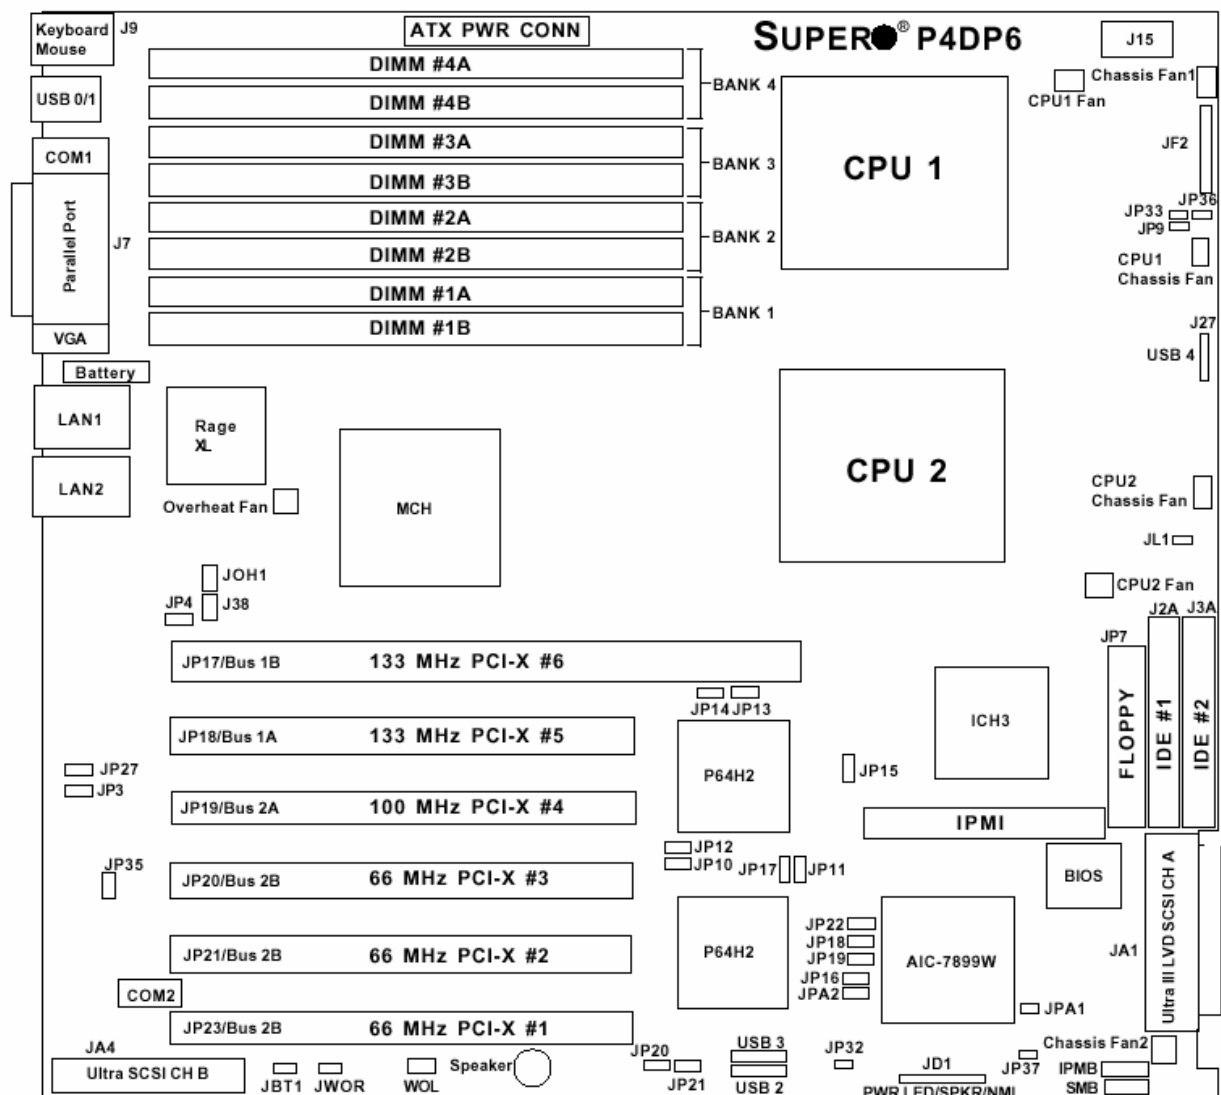 Keyboard
Mouse
J9
ATX PWR CONN
SUPER® P4DP6
J15
USB 0/1
DIMM #4A
DIMM #4B
BANK 4
Chassis Fan1
CPU1 Fan
COM1
DIMM #3A
DIMM #3B
BANK 3
CPU 1
JF2
Parallel Port
J7
DIMM #2A
DIMM #2B
BANK 2
JP36
JP33
JP9
CPU1
Chassis Fan
DIMM #1A
DIMM #1B
BANK 1
VGA
J27
USB 4
Battery
LAN1
Rage
XL
LAN2
Overheat Fan
MCH
CPU 2
CPU2
Chassis Fan
JL1
JOH1
J38
JP4
CPU2 Fan
J2A
J3A
JP7
JP17/Bus 1B
133 MHz PCI-X #6
JP14
JP13
ICH3
FLOPPY
IDE #1
IDE #2
JP18/Bus 1A
133 MHz PCI-X #5
P64H2
JP15
JP27
JP3
JP19/Bus 2A
100 MHz PCI-X #4
IPMI
JP12
JP10
JP17
JP11
JP35
JP20/Bus 2B
66 MHz PCI-X #3
BIOS
Ultra III LVD SCSI CH A
JA1
JP21/Bus 2B
66 MHz PCI-X #2
P64H2
JP22
JP18
JP19
JP16
JPA2
AIC-7899W
COM2
JPA1
JP23/Bus 2B
66 MHz PCI-X #1
JA4
Ultra SCSI CH B
JBT1
JWOR
WOL
Speaker
JP20
JP21
USB 3
USB 2
JP32
JD1
PWR LED/SPKR/NMI
JP37
Chassis Fan2
IPMB
SMB